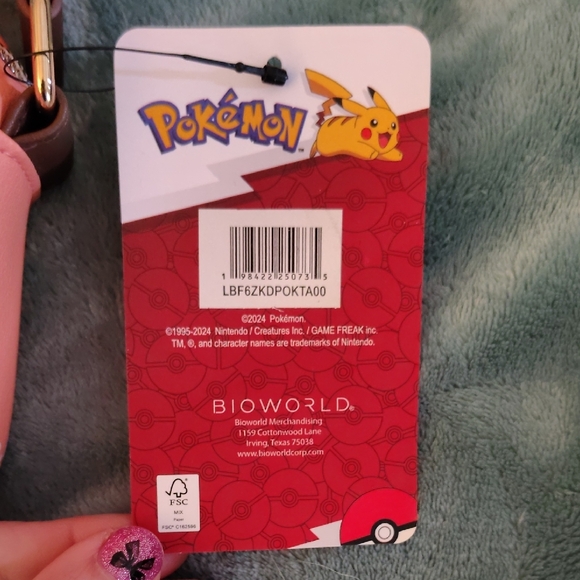 POKéMON
TM
1 98422 25073 5
LBF6ZKDPOKTA00
©2024 Pokémon.
©1995-2024 Nintendo / Creatures Inc. / GAME FREAK inc.
TM, ®, and character names are trademarks of Nintendo.
BIOWORLD®
Bioworld Merchandising
1159 Cottonwood Lane
Irving, Texas 75038
www.bioworldcorp.com
FSC
MIX
Paper